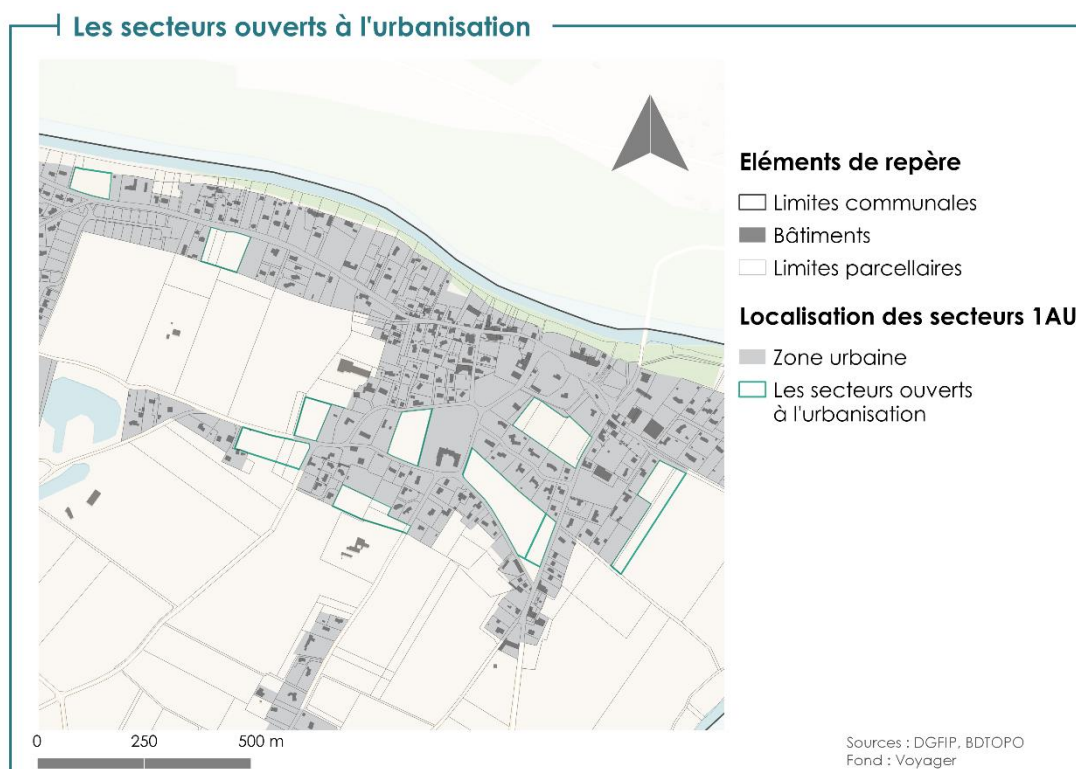 Les secteurs ouverts à l'urbanisation
Eléments de repère
Limites communales
Bâtiments
Limites parcellaires
Localisation des secteurs 1AU
Zone urbaine
Les secteurs ouverts
à l'urbanisation
0 250 500 m
Sources : DGFIP, BDTOPO
Fond : Voyager